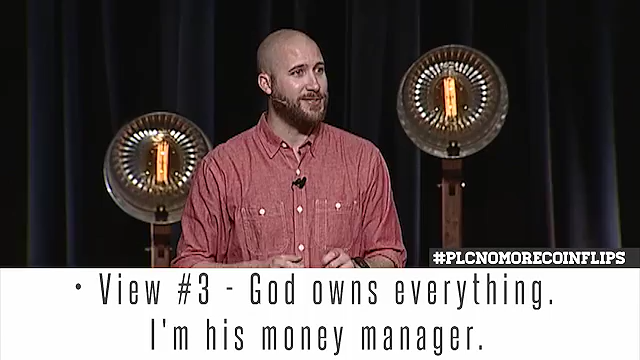 #PLCNOMORECOINFLIPS
• View #3 - God owns everything.
I'm his money manager.